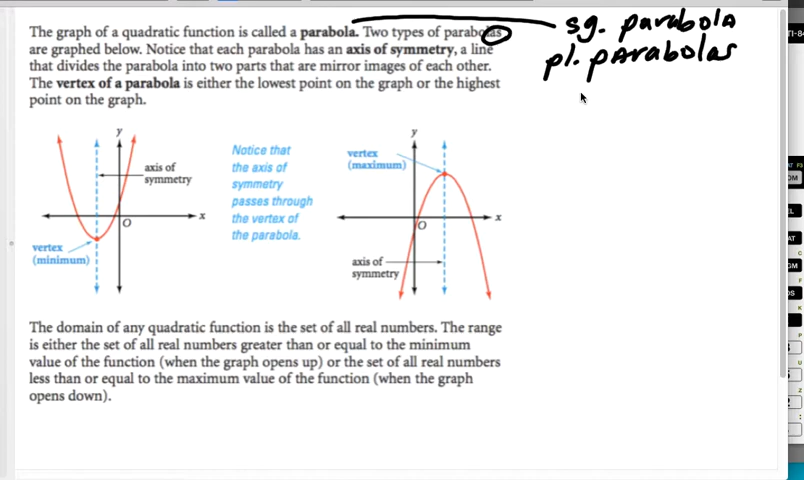 The graph of a quadratic function is called a parabola. Two types of parabolas
are graphed below. Notice that each parabola has an axis of symmetry, a line
that divides the parabola into two parts that are mirror images of each other.
The vertex of a parabola is either the lowest point on the graph or the highest
point on the graph.
sg. parabola
pl. parabolas
y
axis of
symmetry
x
O
vertex
(minimum)
Notice that
the axis of
symmetry
passes through
the vertex of
the parabola.
y
vertex
(maximum)
x
O
axis of
symmetry
The domain of any quadratic function is the set of all real numbers. The range
is either the set of all real numbers greater than or equal to the minimum
value of the function (when the graph opens up) or the set of all real numbers
less than or equal to the maximum value of the function (when the graph
opens down).
TI-84